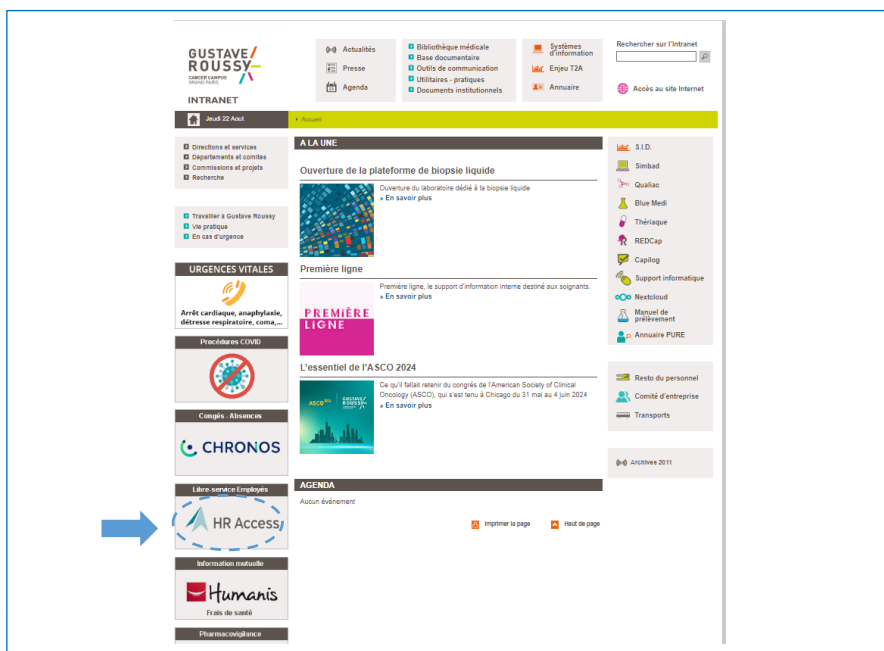 GUSTAVE/
ROUSSY
CANCER CAMPUS
GRAND PARIS
INTRANET
Actualités
Presse
Agenda
Bibliothèque médicale
Base documentaire
Outils de communication
Utilitaires - pratiques
Documents institutionnels
Systèmes
d'information
Enjeu T2A
Annuaire
Rechercher sur l'Intranet
Accès au site Internet
Jeudi 22 Aout
Accueil
Directions et services
Départements et comités
Commissions et projets
Recherche
Travailler à Gustave Roussy
Vie pratique
En cas d'urgence
URGENCES VITALES
Arrêt cardiaque, anaphylaxie,
détresse respiratoire, coma,...
Procédures COVID
Congés - Absences
CHRONOS
Libre-service Employés
HR Access
Information mutuelle
Humanis
Frais de santé
Pharmacovigilance
A LA UNE
Ouverture de la plateforme de biopsie liquide
Ouverture du laboratoire dédié à la biopsie liquide
» En savoir plus
Première ligne
PREMIÈRE
LIGNE
Première ligne, le support d'information interne destiné aux soignants.
» En savoir plus
L'essentiel de l'ASCO 2024
ASCO
GUSTAVE/
ROUSSY
Ce qu'il fallait retenir du congrès de l'American Society of Clinical
Oncology (ASCO), qui s'est tenu à Chicago du 31 mai au 4 juin 2024
» En savoir plus
AGENDA
Aucun événement
Imprimer la page
Haut de page
S.I.D.
Simbad
Qualiac
Blue Medi
Thériaque
REDCap
Capilog
Support informatique
Nextcloud
Manuel de
prélèvement
Annuaire PURE
Resto du personnel
Comité d'entreprise
Transports
Archives 2011